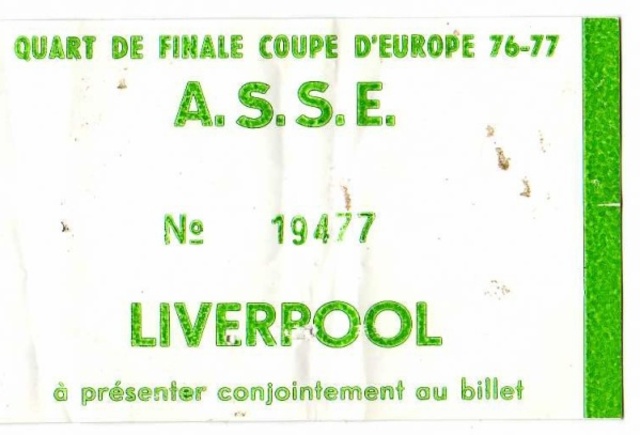 QUART DE FINALE COUPE D'EUROPE 76-77
A.S.S.E.
Nº 19477
LIVERPOOL
à présenter conjointement au billet